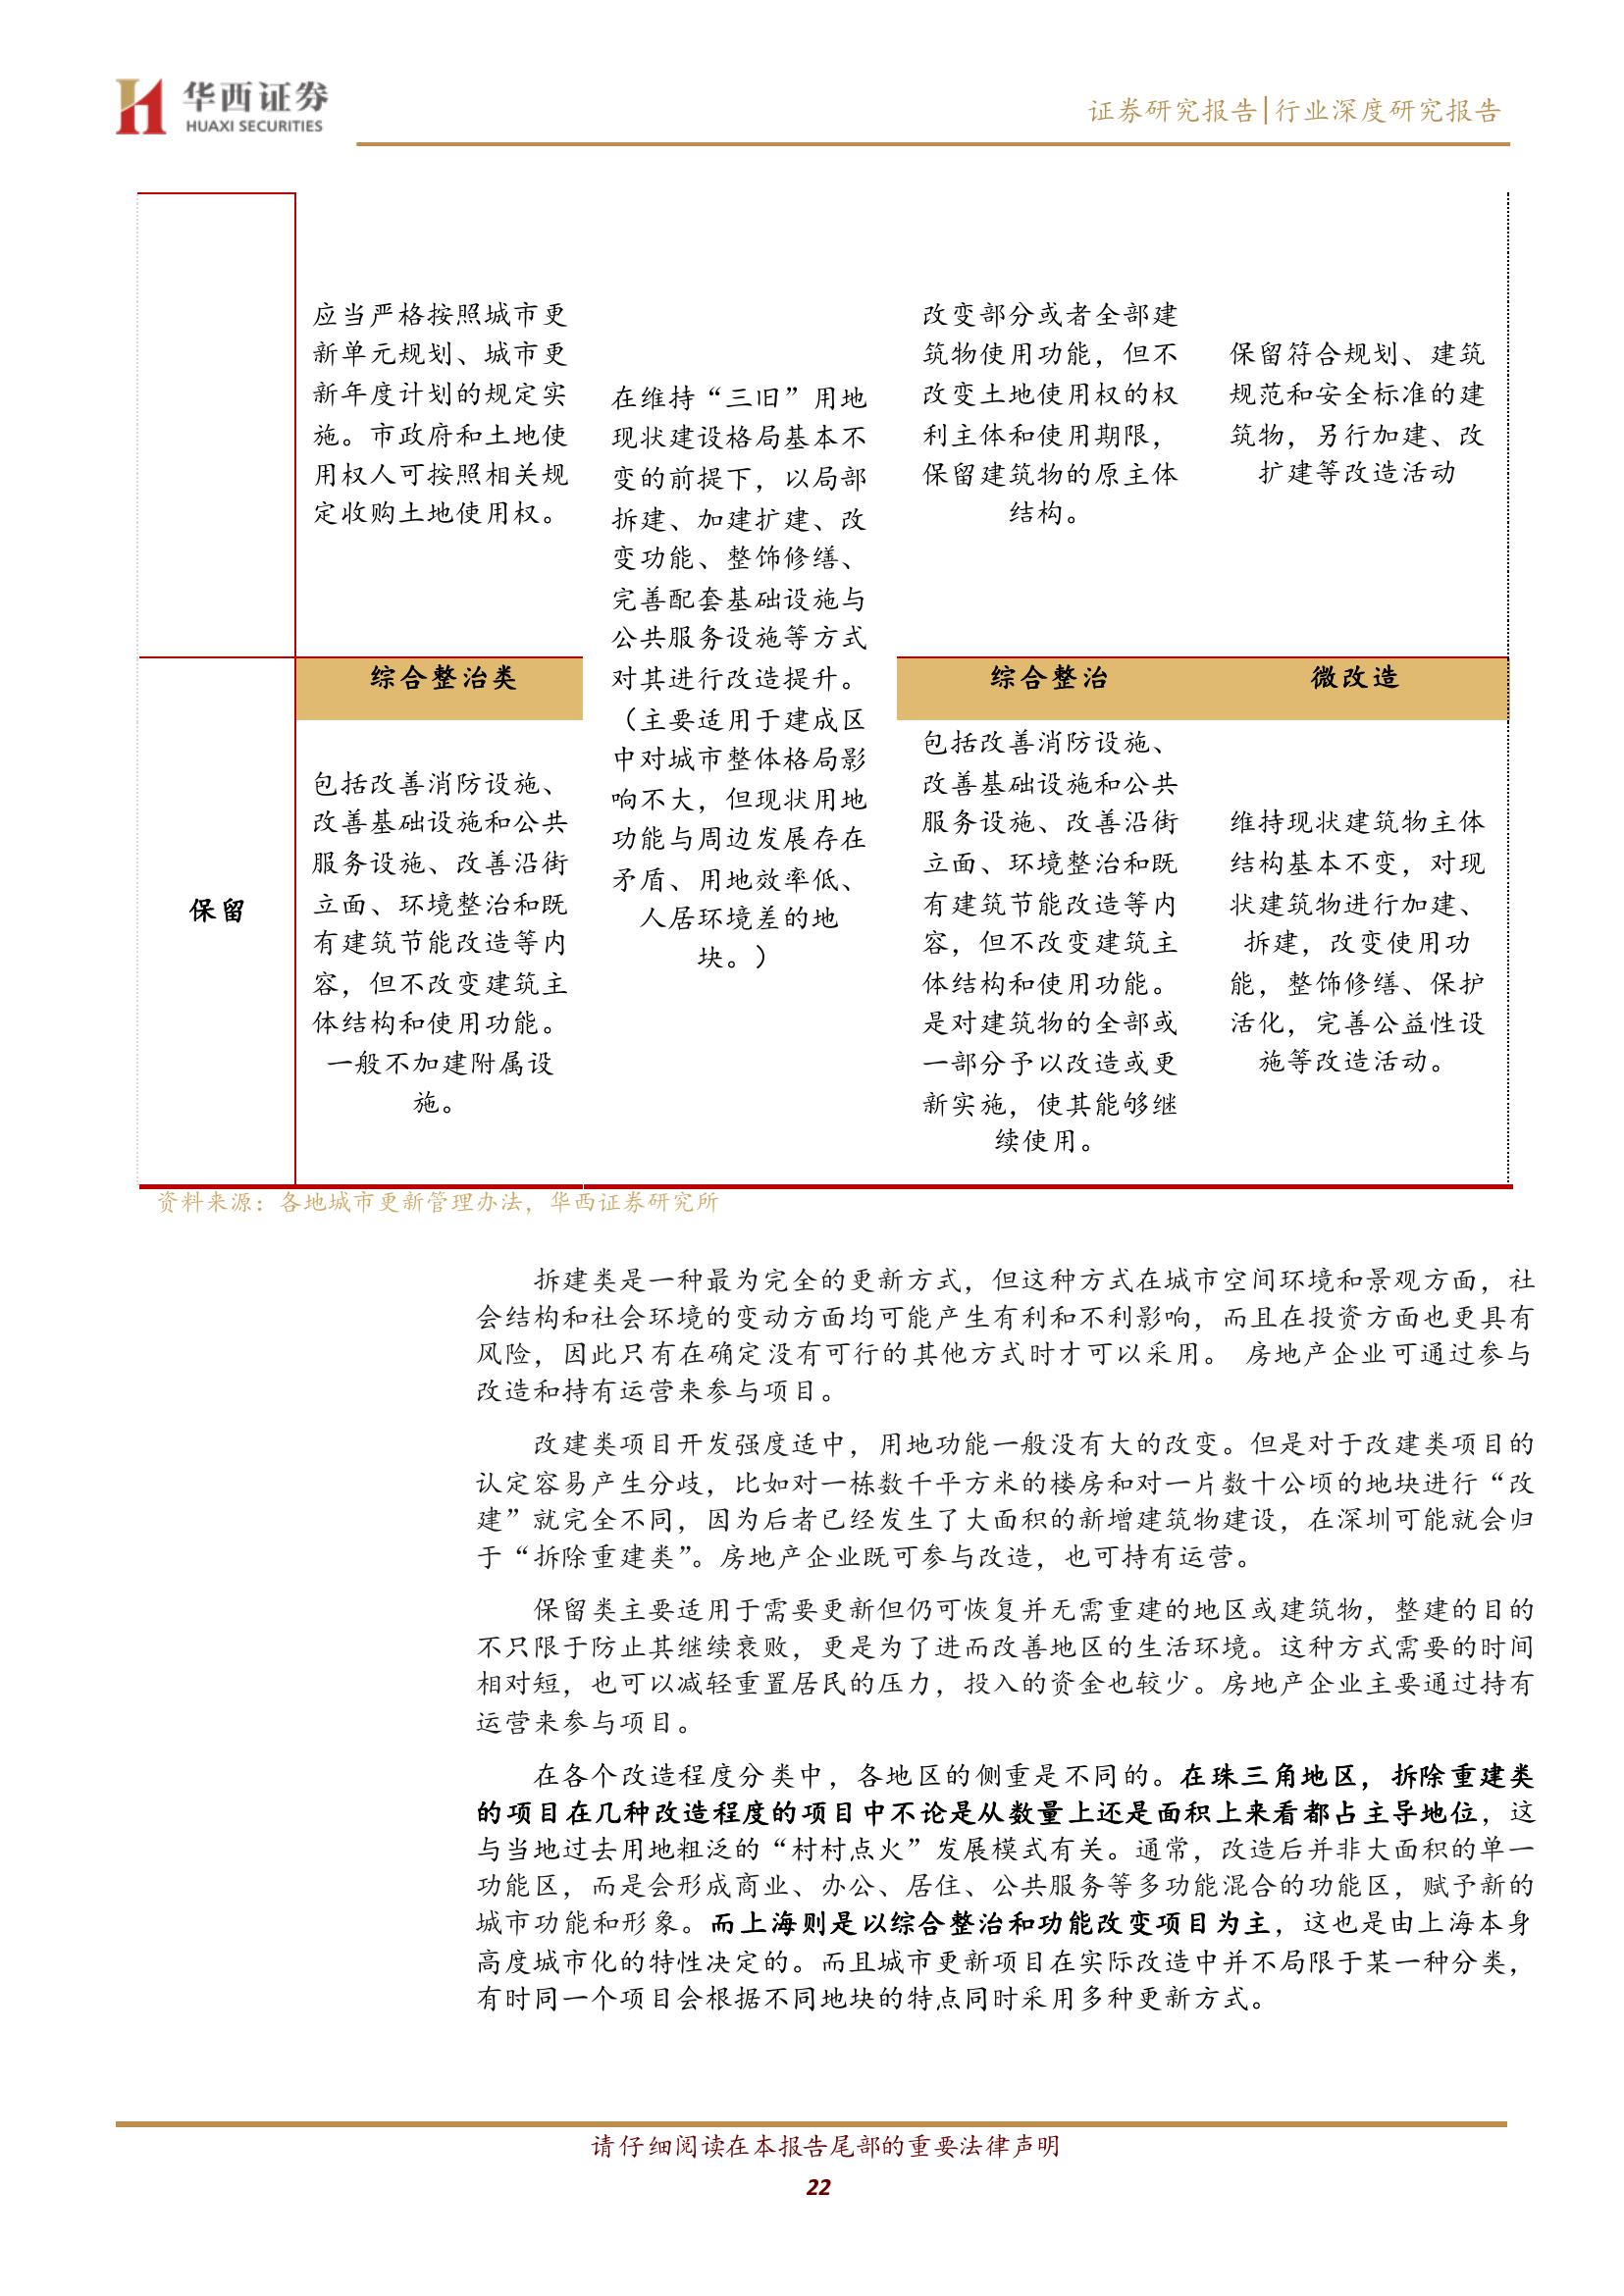 华西证券
HUAXI SECURITIES
证券研究报告|行业深度研究报告
应当严格按照城市更
新单元规划、城市更
新年度计划的规定实
施。市政府和土地使
用权人可按照相关规
定收购土地使用权。
在维持“三旧”用地
现状建设格局基本不
变的前提下，以局部
拆建、加建扩建、改
变功能、整饰修缮、
完善配套基础设施与
公共服务设施等方式
对其进行改造提升。
（主要适用于建成区
中对城市整体格局影
响不大，但现状用地
功能与周边发展存在
矛盾、用地效率低、
人居环境差的地
块。）
改变部分或者全部建
筑物使用功能，但不
改变土地使用权的权
利主体和使用期限，
保留建筑物的原主体
结构。
保留符合规划、建筑
规范和安全标准的建
筑物，另行加建、改
扩建等改造活动
保留
综合整治类
综合整治
微改造
包括改善消防设施、
改善基础设施和公共
服务设施、改善沿街
立面、环境整治和既
有建筑节能改造等内
容，但不改变建筑主
体结构和使用功能。
一般不加建附属设
施。
包括改善消防设施、
改善基础设施和公共
服务设施、改善沿街
立面、环境整治和既
有建筑节能改造等内
容，但不改变建筑主
体结构和使用功能。
是对建筑物的全部或
一部分予以改造或更
新实施，使其能够继
续使用。
维持现状建筑物主体
结构基本不变，对现
状建筑物进行加建、
拆建，改变使用功
能，整饰修缮、保护
活化，完善公益性设
施等改造活动。
资料来源：各地城市更新管理办法，华西证券研究所
拆建类是一种最为完全的更新方式，但这种方式在城市空间环境和景观方面，社
会结构和社会环境的变动方面均可能产生有利和不利影响，而且在投资方面也更具有
风险，因此只有在确定没有可行的其他方式时才可以采用。 房地产企业可通过参与
改造和持有运营来参与项目。
改建类项目开发强度适中，用地功能一般没有大的改变。但是对于改建类项目的
认定容易产生分歧，比如对一栋数千平方米的楼房和对一片数十公顷的地块进行“改
建”就完全不同，因为后者已经发生了大面积的新增建筑物建设，在深圳可能就会归
于“拆除重建类”。房地产企业既可参与改造，也可持有运营。
保留类主要适用于需要更新但仍可恢复并无需重建的地区或建筑物，整建的目的
不只限于防止其继续衰败，更是为了进而改善地区的生活环境。这种方式需要的时间
相对短，也可以减轻重置居民的压力，投入的资金也较少。房地产企业主要通过持有
运营来参与项目。
在各个改造程度分类中，各地区的侧重是不同的。在珠三角地区，拆除重建类
的项目在几种改造程度的项目中不论是从数量上还是面积上来看都占主导地位，这
与当地过去用地粗泛的“村村点火”发展模式有关。通常，改造后并非大面积的单一
功能区，而是会形成商业、办公、居住、公共服务等多功能混合的功能区，赋予新的
城市功能和形象。而上海则是以综合整治和功能改变项目为主，这也是由上海本身
高度城市化的特性决定的。而且城市更新项目在实际改造中并不局限于某一种分类，
有时同一个项目会根据不同地块的特点同时采用多种更新方式。
请仔细阅读在本报告尾部的重要法律声明
22